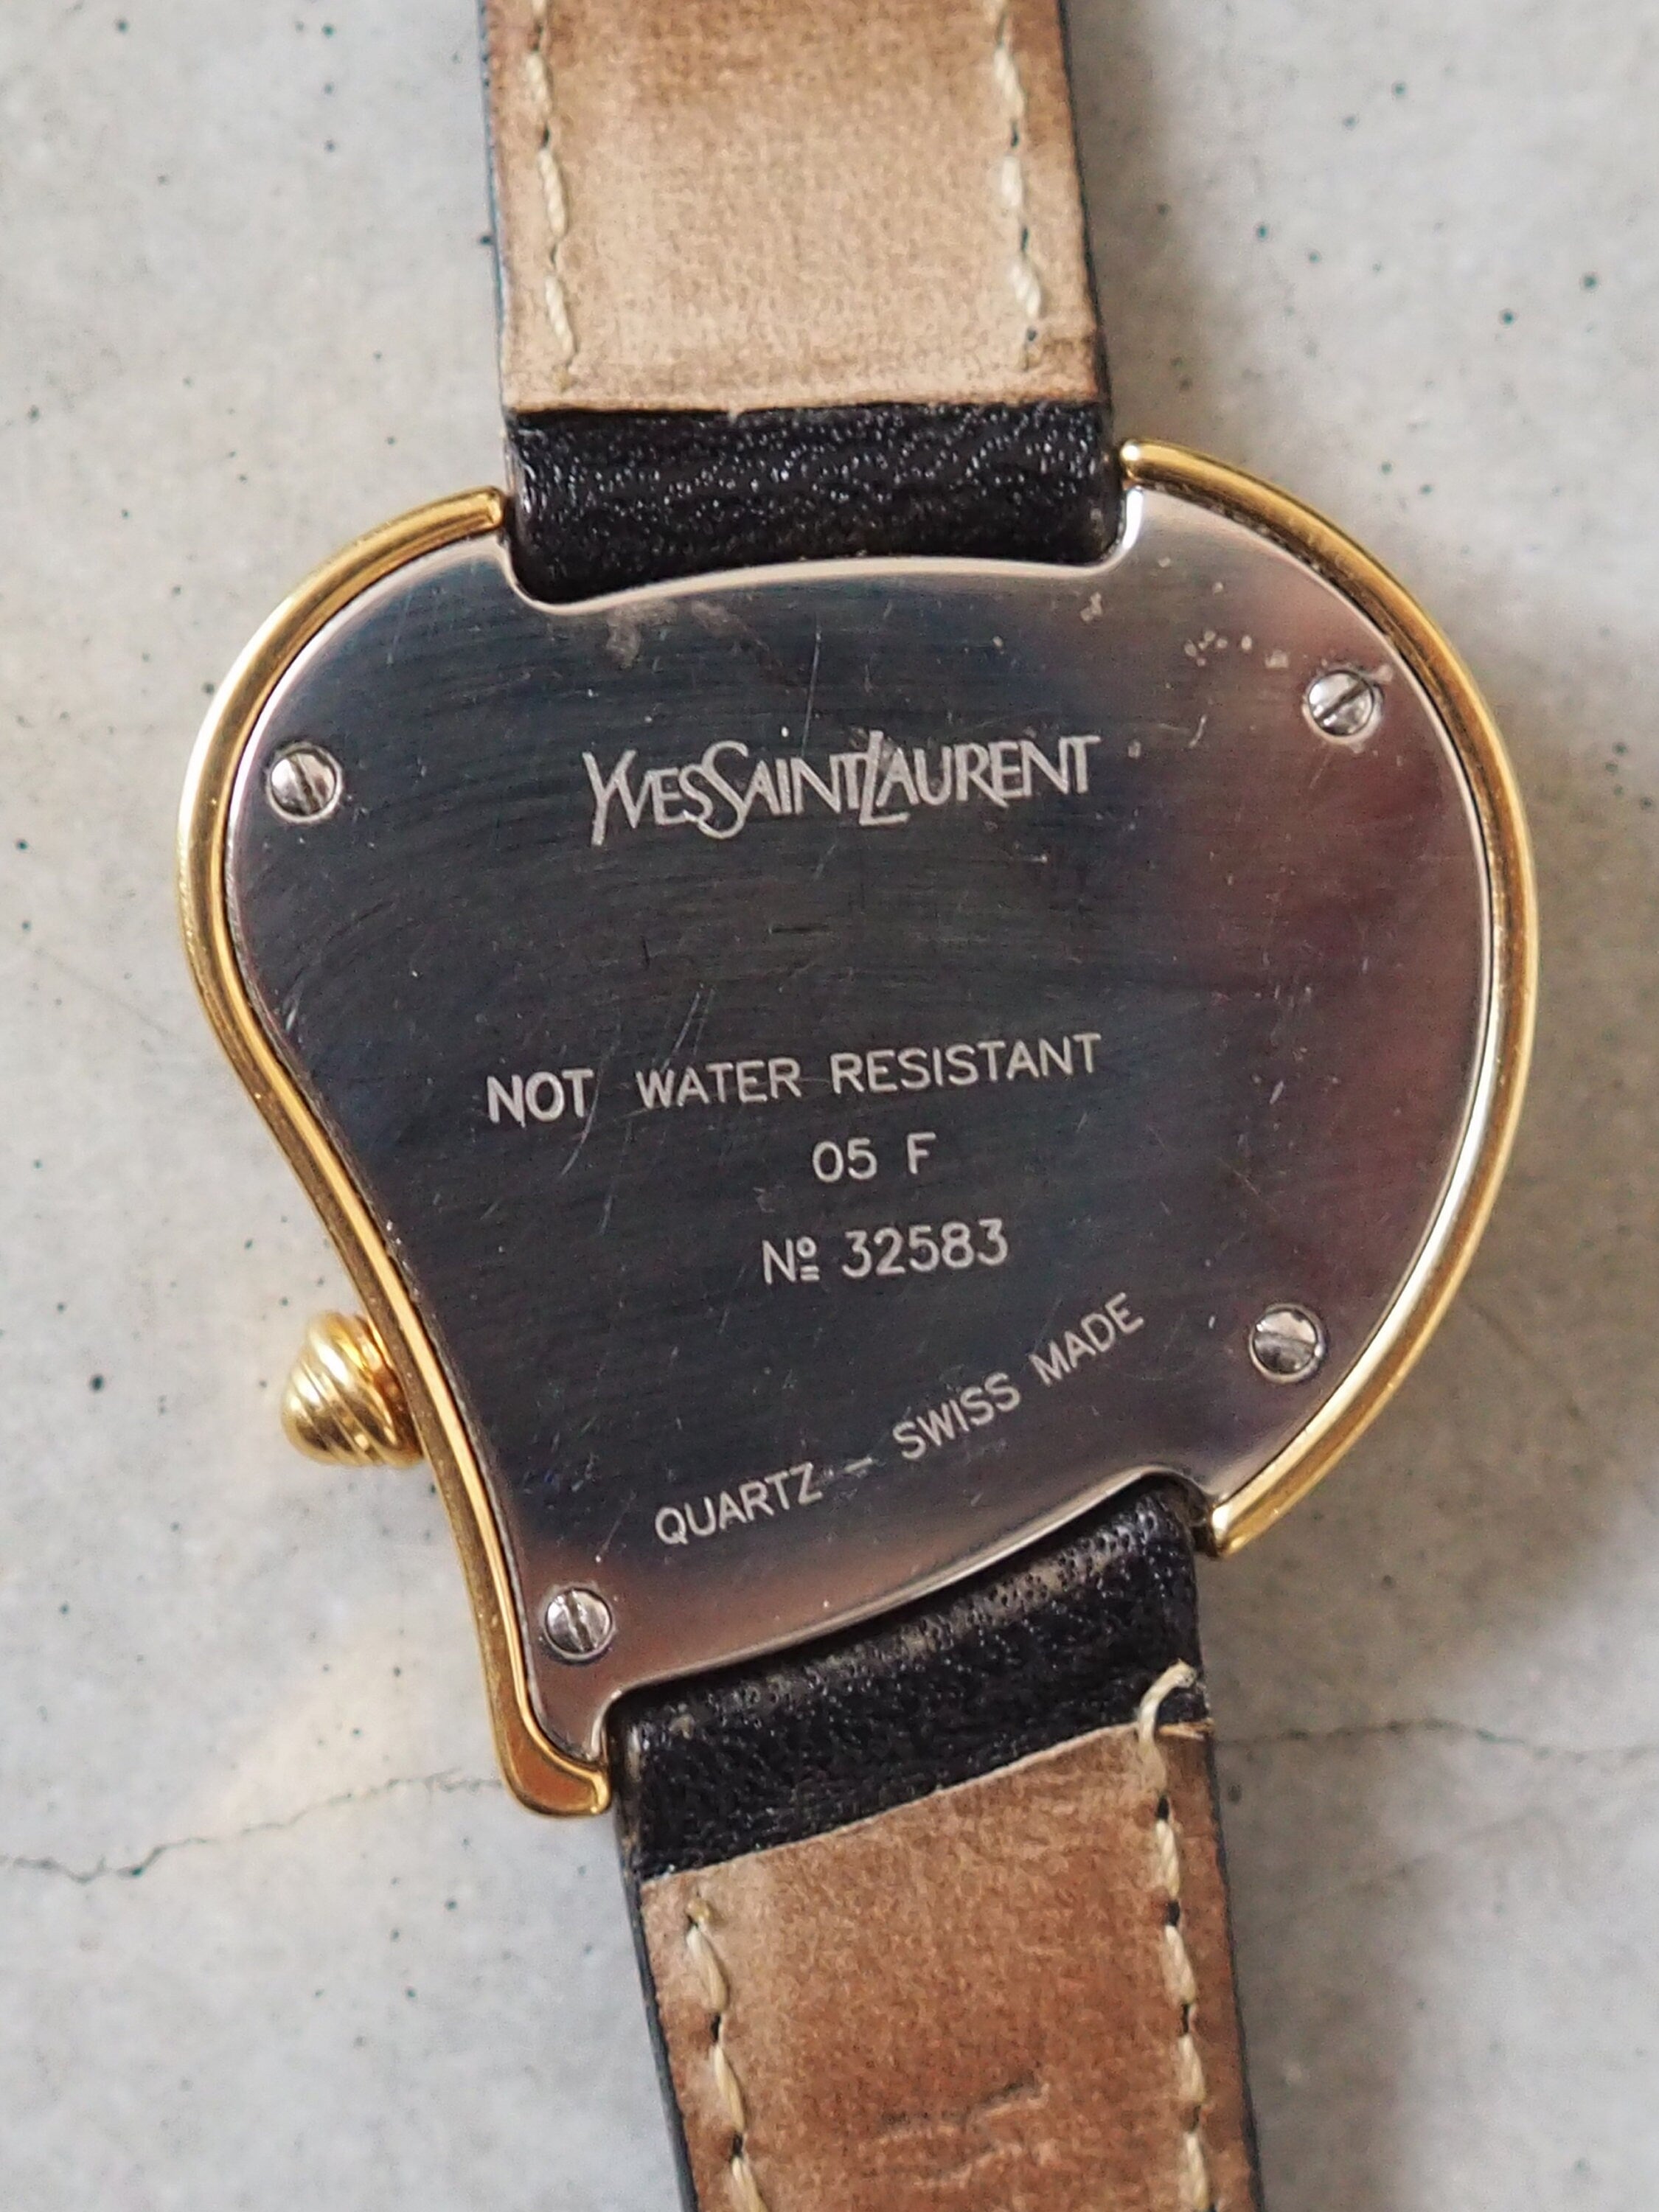 YVESSAINTLAURENT
NOT WATER RESISTANT
05 F
Nº 32583
QUARTZ - SWISS MADE